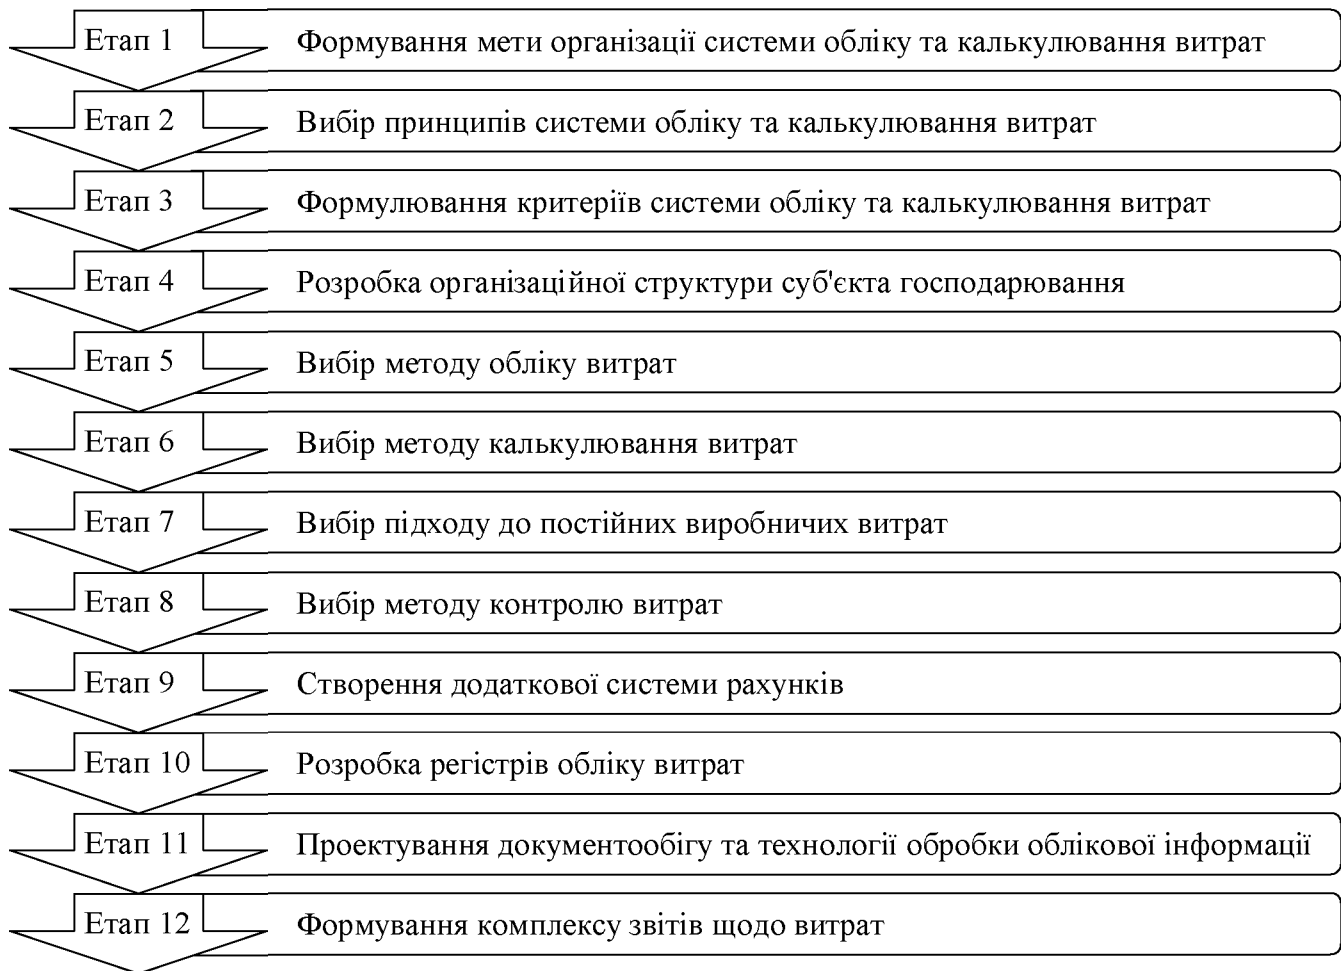 Етап 1 Формування мети організації системи обліку та калькулювання витрат
Етап 2 Вибір принципів системи обліку та калькулювання витрат
Етап 3 Формулювання критеріїв системи обліку та калькулювання витрат
Етап 4 Розробка організаційної структури суб'єкта господарювання
Етап 5 Вибір методу обліку витрат
Етап 6 Вибір методу калькулювання витрат
Етап 7 Вибір підходу до постійних виробничих витрат
Етап 8 Вибір методу контролю витрат
Етап 9 Створення додаткової системи рахунків
Етап 10 Розробка регістрів обліку витрат
Етап 11 Проектування документообігу та технології обробки облікової інформації
Етап 12 Формування комплексу звітів щодо витрат